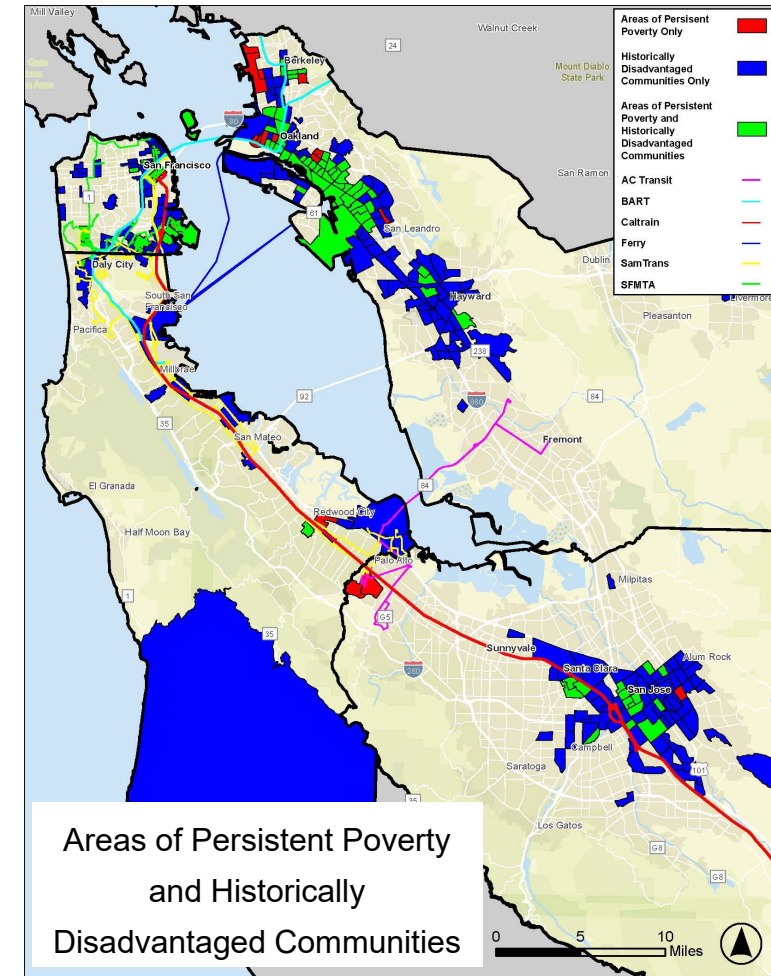 Mill Valley
Walnut Creek
24
Mount Diablo
State Park
Berkeley
80
Oakland
San Francisco
1
61
San Ramon
San Leandro
Daly City
Dublin
South San
Francisco
Hayward
Livermore
Pleasanton
Pacifica
238
Millbrae
92
880
84
35
San Mateo
Fremont
84
El Granada
Redwood City
Half Moon Bay
Palo Alto
Milpitas
1
G5
35
Sunnyvale
Alum Rock
280
Santa Clara
San Jose
Campbell
Saratoga
101
35
Los Gatos
G8
G8
Areas of Persisent
Poverty Only
Historically
Disadvantaged
Communities Only
Areas of Persistent
Poverty and
Historically
Disadvantaged
Communities
AC Transit
BART
Caltrain
Ferry
SamTrans
SFMTA
Areas of Persistent Poverty
and Historically
Disadvantaged Communities
0 5 10
Miles